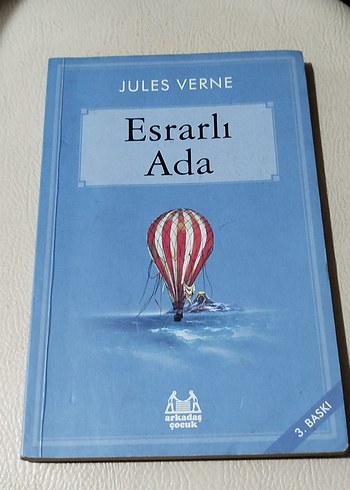 JULES VERNE
Esrarlı
Ada
arkadaş
çocuk
3. BASKI